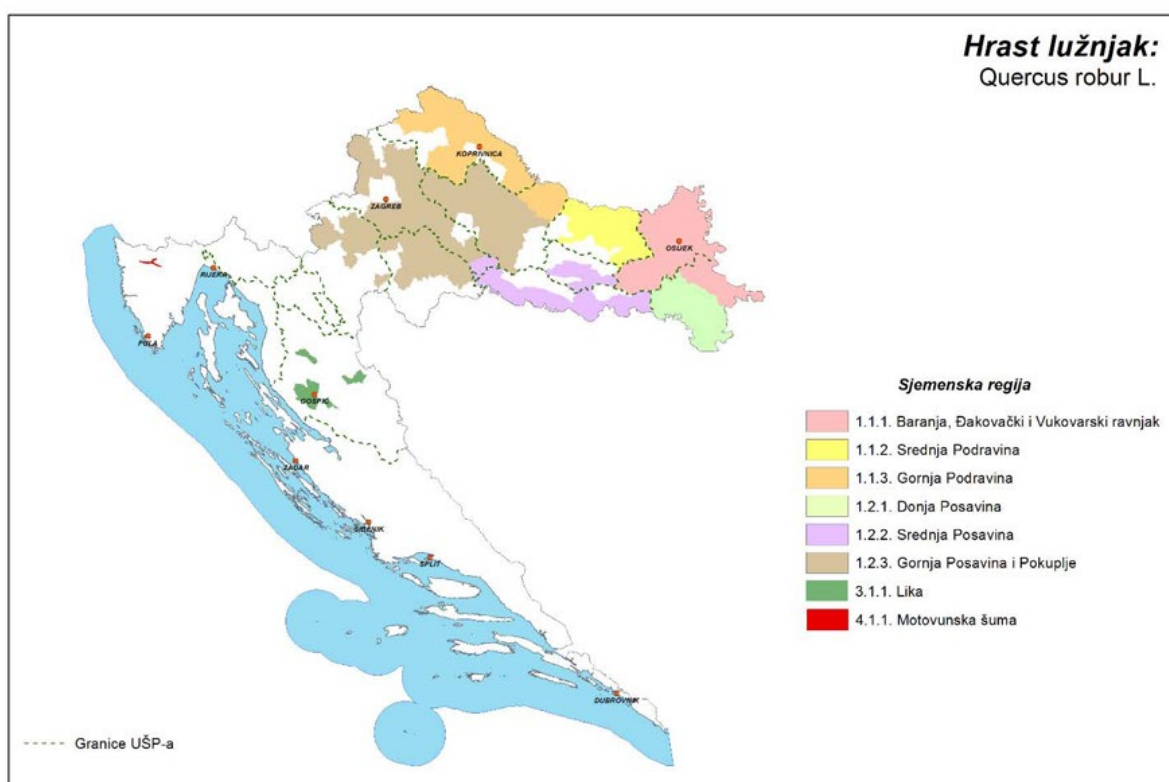 Hrast lužnjak:
Quercus robur L.
KOPRIVNICA
ZAGREB
OSIJEK
RIJEKA
PULA
GOSPIĆ
ZADAR
ŠIBENIK
SPLIT
DUBROVNIK
Sjemenska regija
1.1.1. Baranja, Đakovački i Vukovarski ravnjak
1.1.2. Srednja Podravina
1.1.3. Gornja Podravina
1.2.1. Donja Posavina
1.2.2. Srednja Posavina
1.2.3. Gornja Posavina i Pokuplje
3.1.1. Lika
4.1.1. Motovunska šuma
Granice UŠP-a